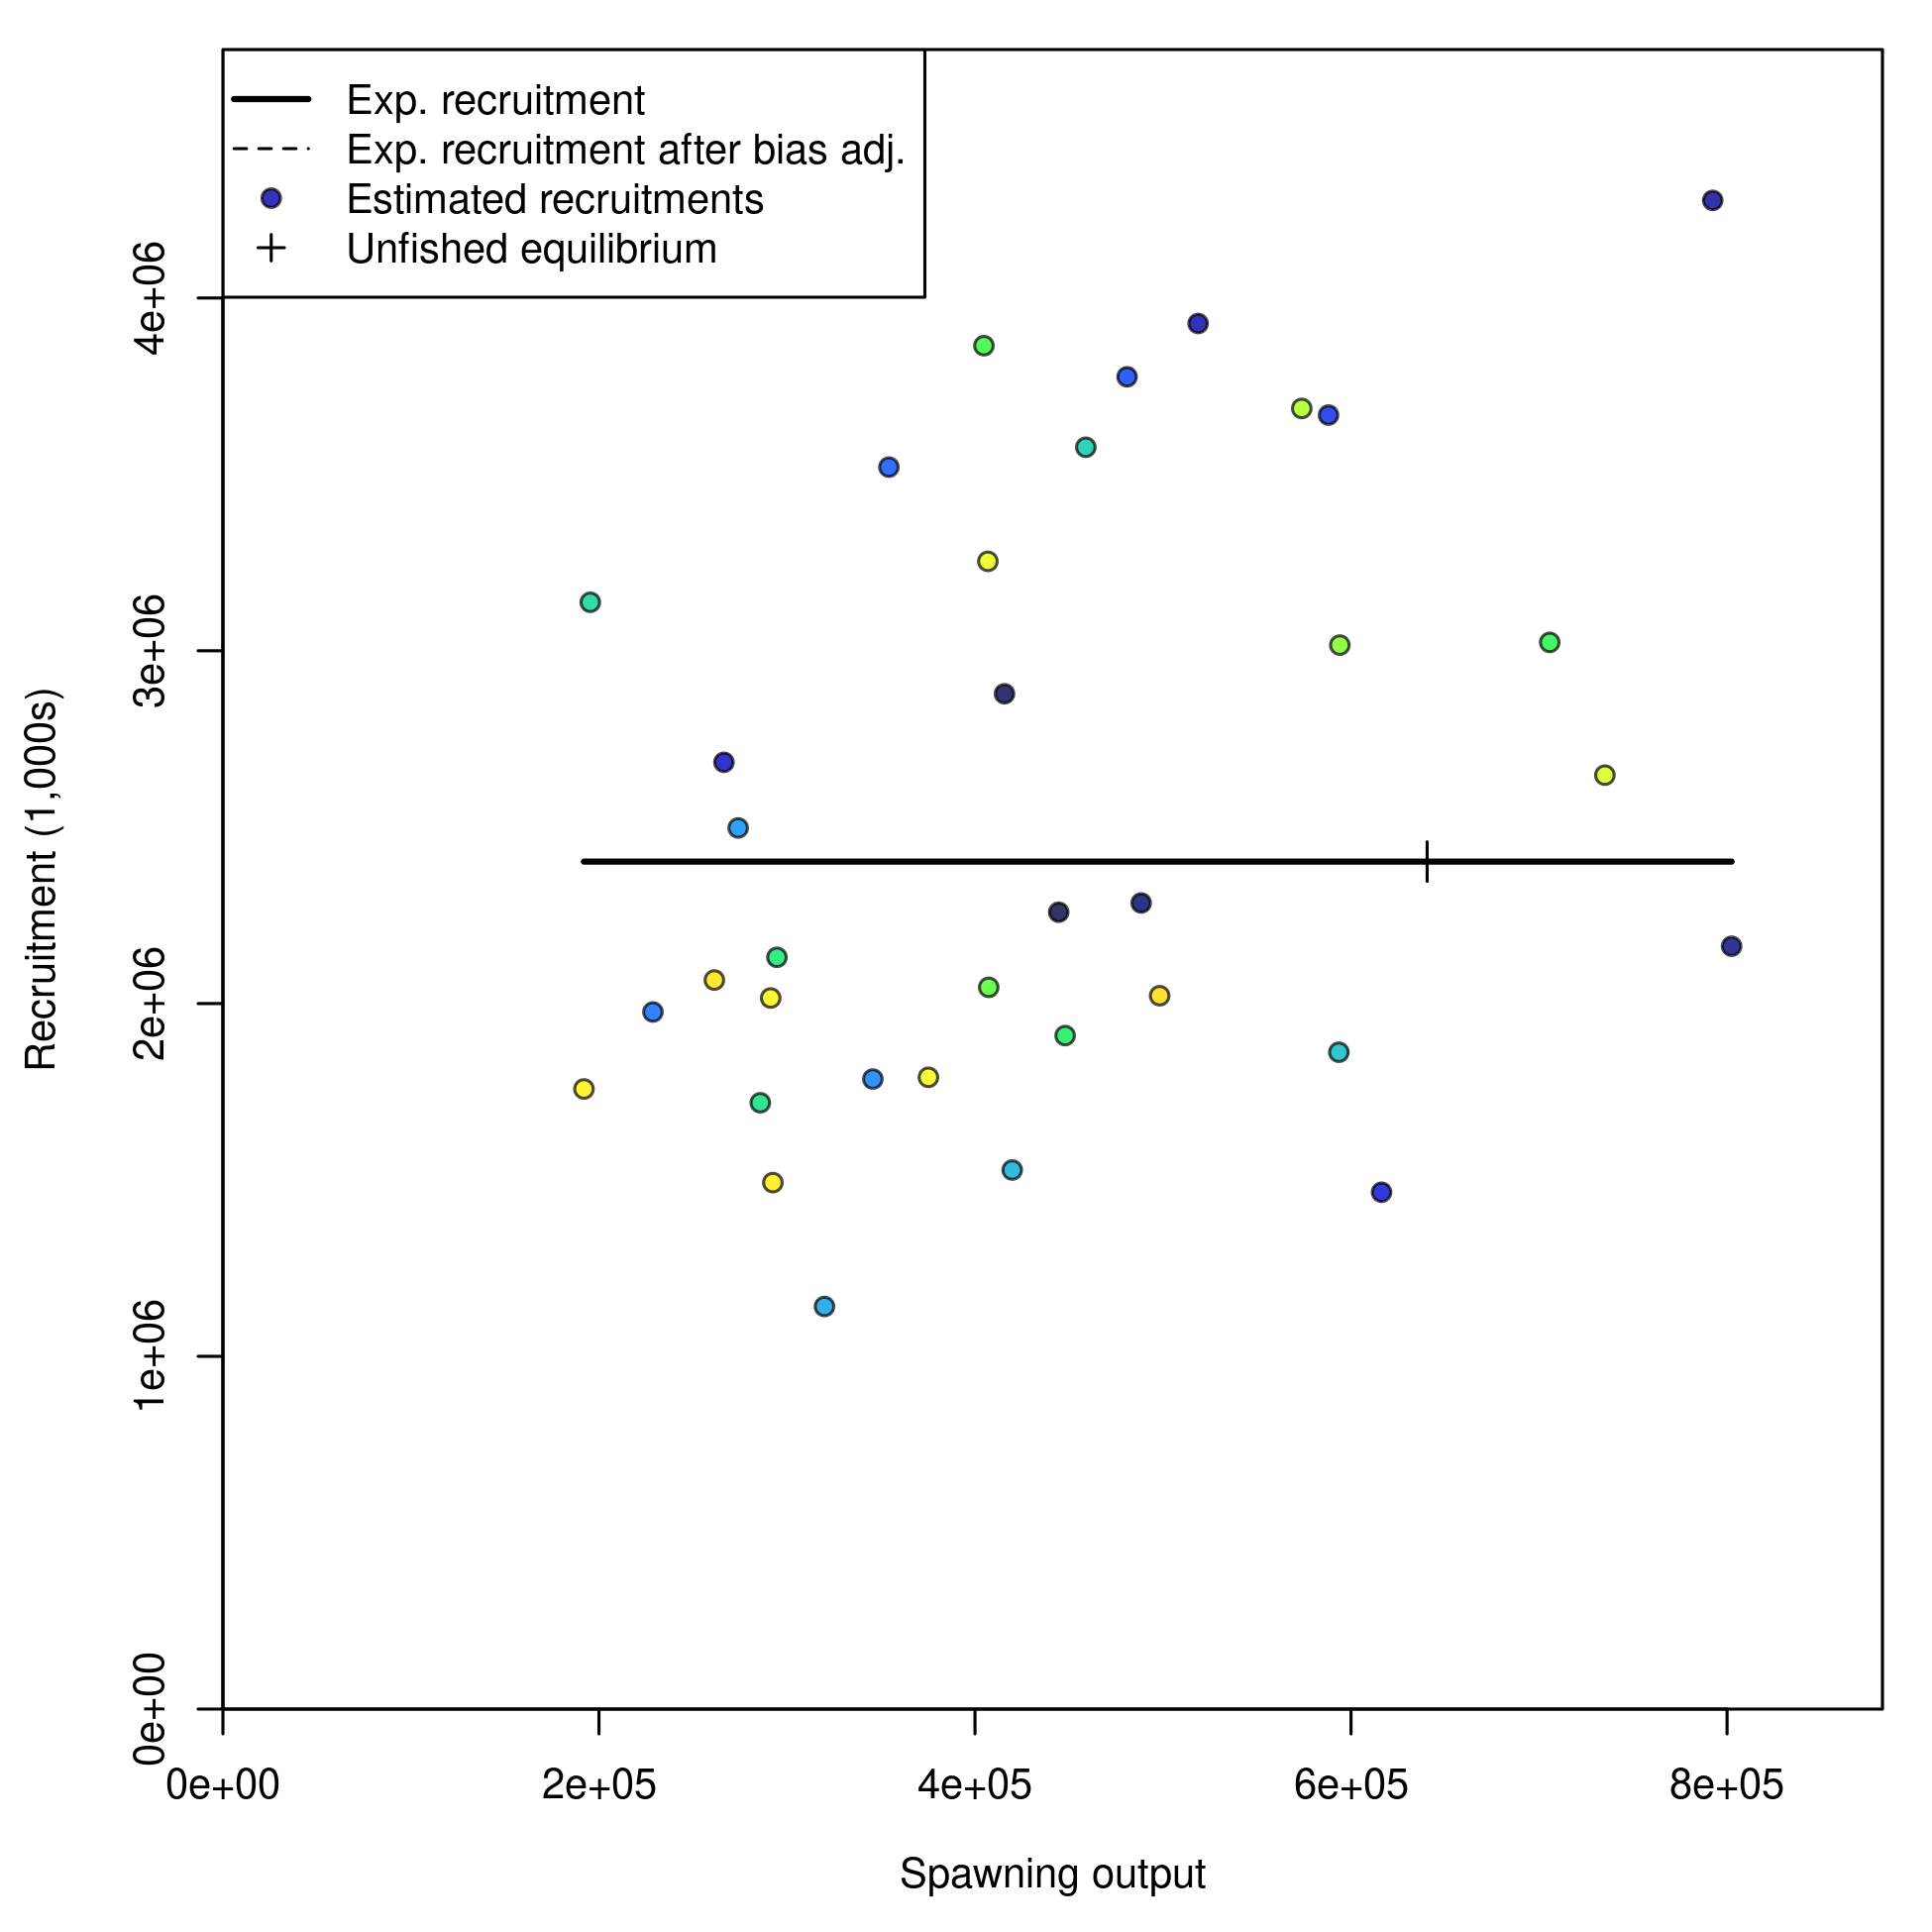 Exp. recruitment
Exp. recruitment after bias adj.
Estimated recruitments
Unfished equilibrium
4e+06
3e+06
2e+06
1e+06
0e+00
Recruitment (1,000s)
0e+00 2e+05 4e+05 6e+05 8e+05
Spawning output